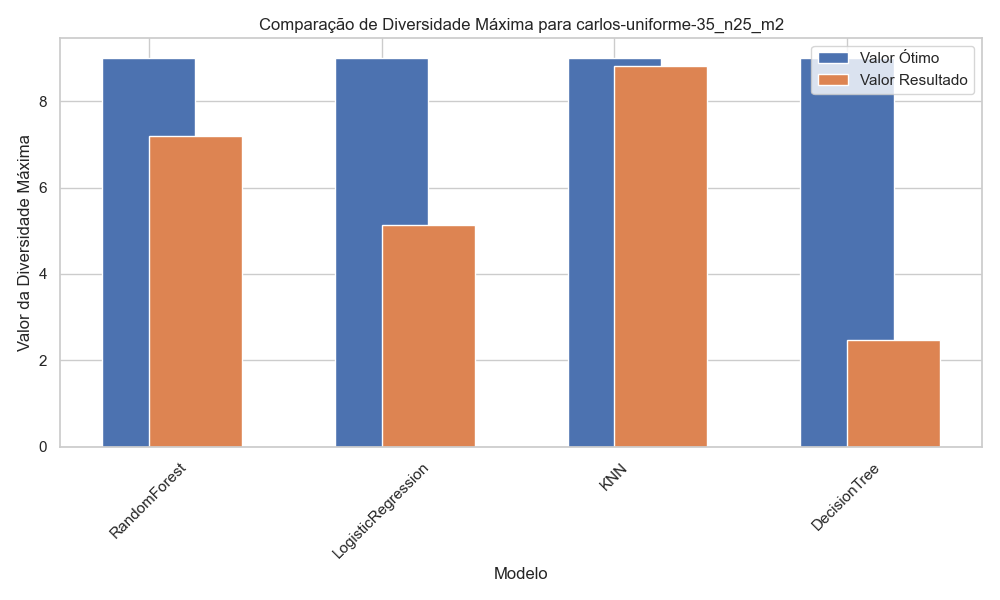 Comparação de Diversidade Máxima para carlos-uniforme-35_n25_m2
Valor Ótimo
Valor Resultado
Valor da Diversidade Máxima
8
6
4
2
0
RandomForest
LogisticRegression
KNN
DecisionTree
Modelo